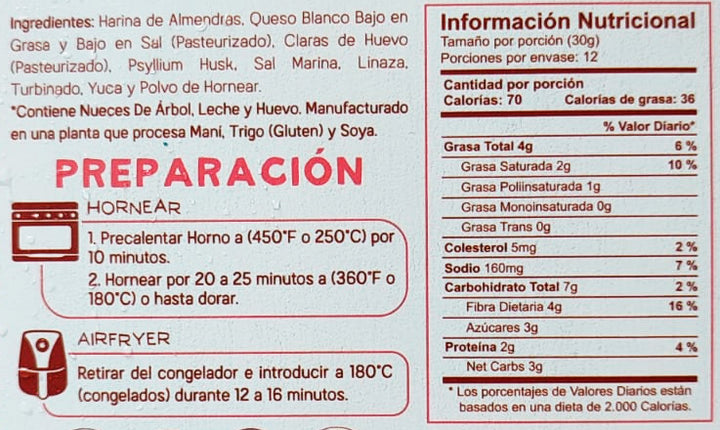 Ingredientes: Harina de Almendras, Queso Blanco Bajo en
Grasa y Bajo en Sal (Pasteurizado), Claras de Huevo
(Pasteurizado), Psyllium Husk, Sal Marina, Linaza,
Turbinado, Yuca y Polvo de Hornear.
*Contiene Nueces De Árbol, Leche y Huevo. Manufacturado
en una planta que procesa Maní, Trigo (Gluten) y Soya.
PREPARACIÓN
HORNEAR
1. Precalentar Horno a (450°F o 250°C) por
10 minutos.
2. Hornear por 20 a 25 minutos a (360°F o
180°C) o hasta dorar.
AIRFRYER
Retirar del congelador e introducir a 180°C
(congelados) durante 12 a 16 minutos.
Información Nutricional
Tamaño por porción (30g)
Porciones por envase: 12
Cantidad por porción
Calorías: 70 Calorías de grasa: 36
% Valor Diario*
Grasa Total 4g 6 %
Grasa Saturada 2g 10 %
Grasa Poliinsaturada 1g
Grasa Monoinsaturada 0g
Grasa Trans 0g
Colesterol 5mg 2 %
Sodio 160mg 7 %
Carbohidrato Total 7g 2 %
Fibra Dietaria 4g 16 %
Azúcares 3g
Proteína 2g 4 %
Net Carbs 3g
* Los porcentajes de Valores Diarios están
basados en una dieta de 2.000 Calorías.